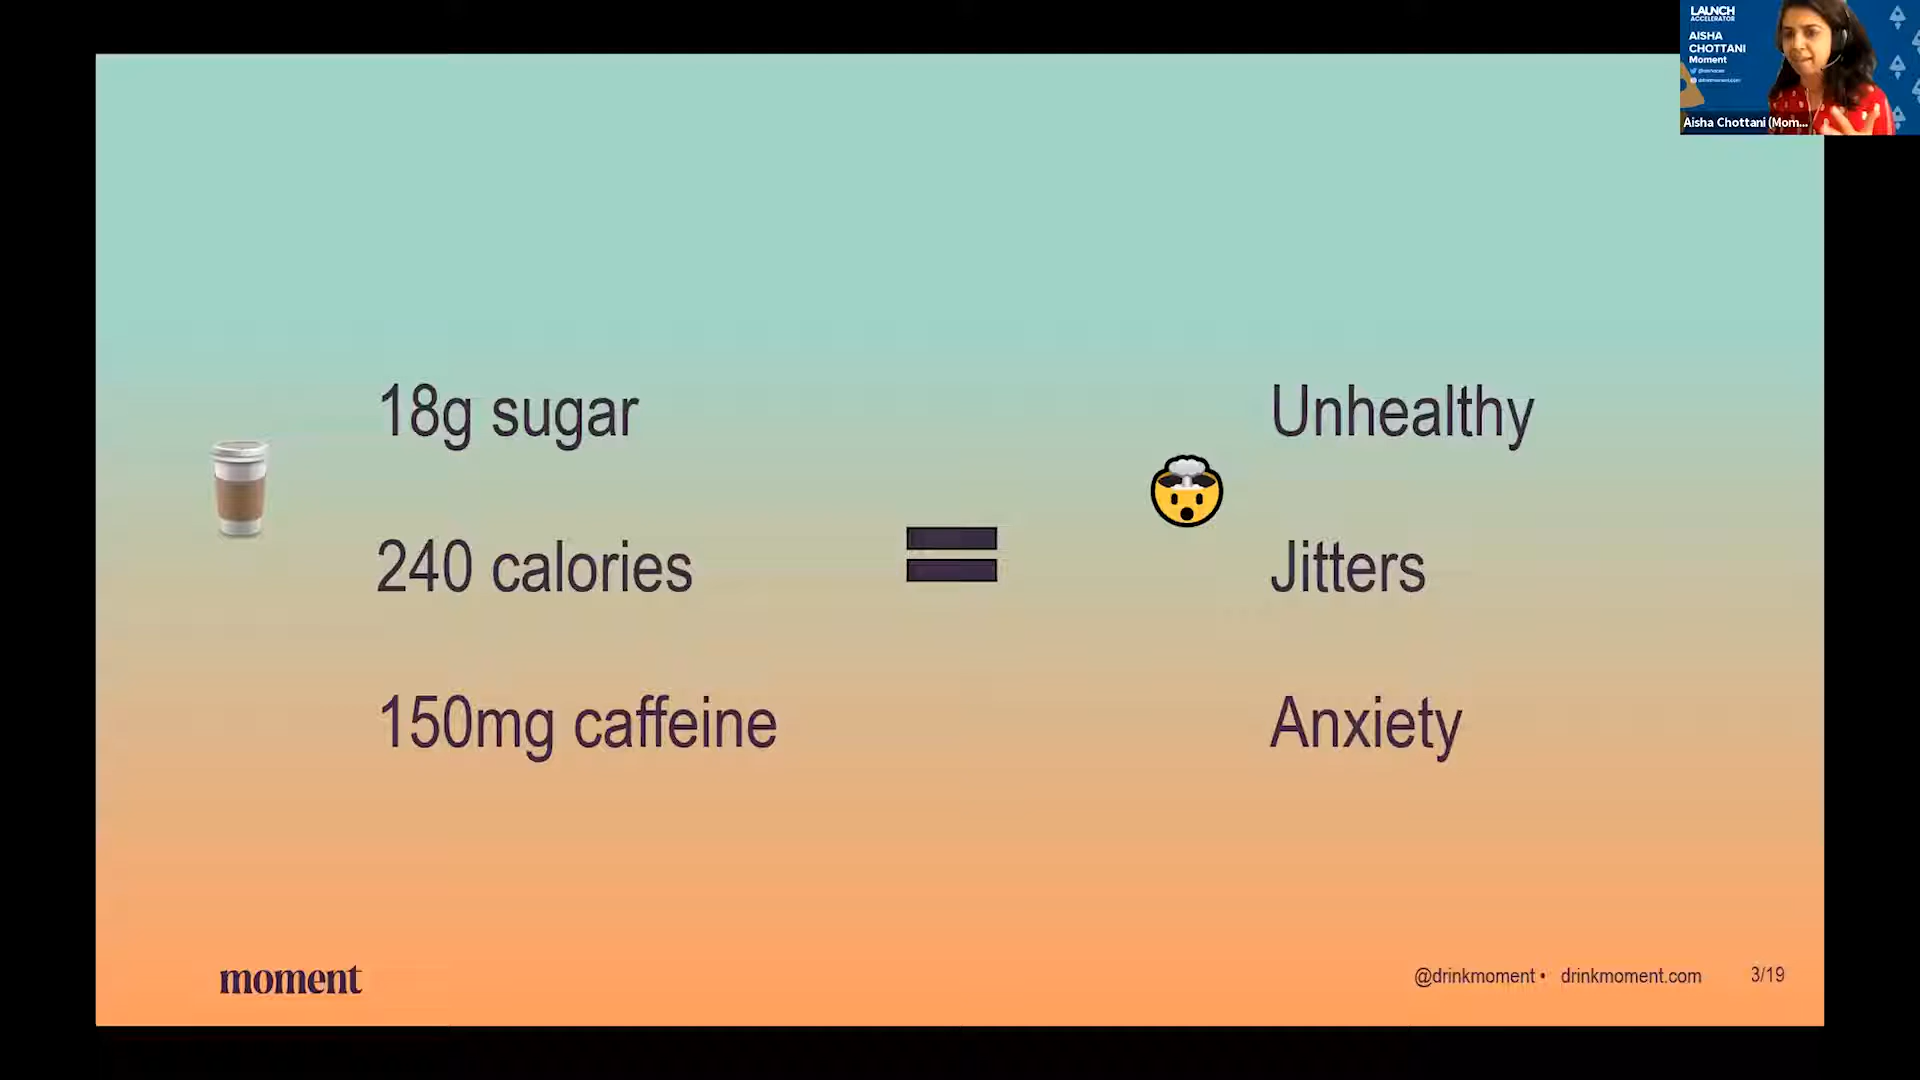 LAUNCH
ACCELERATOR
AISHA
CHOTTANI
Moment
Aisha Chottani (Mom...
18g sugar
Unhealthy
240 calories
Jitters
150mg caffeine
Anxiety
moment
@drinkmoment • drinkmoment.com 3/19